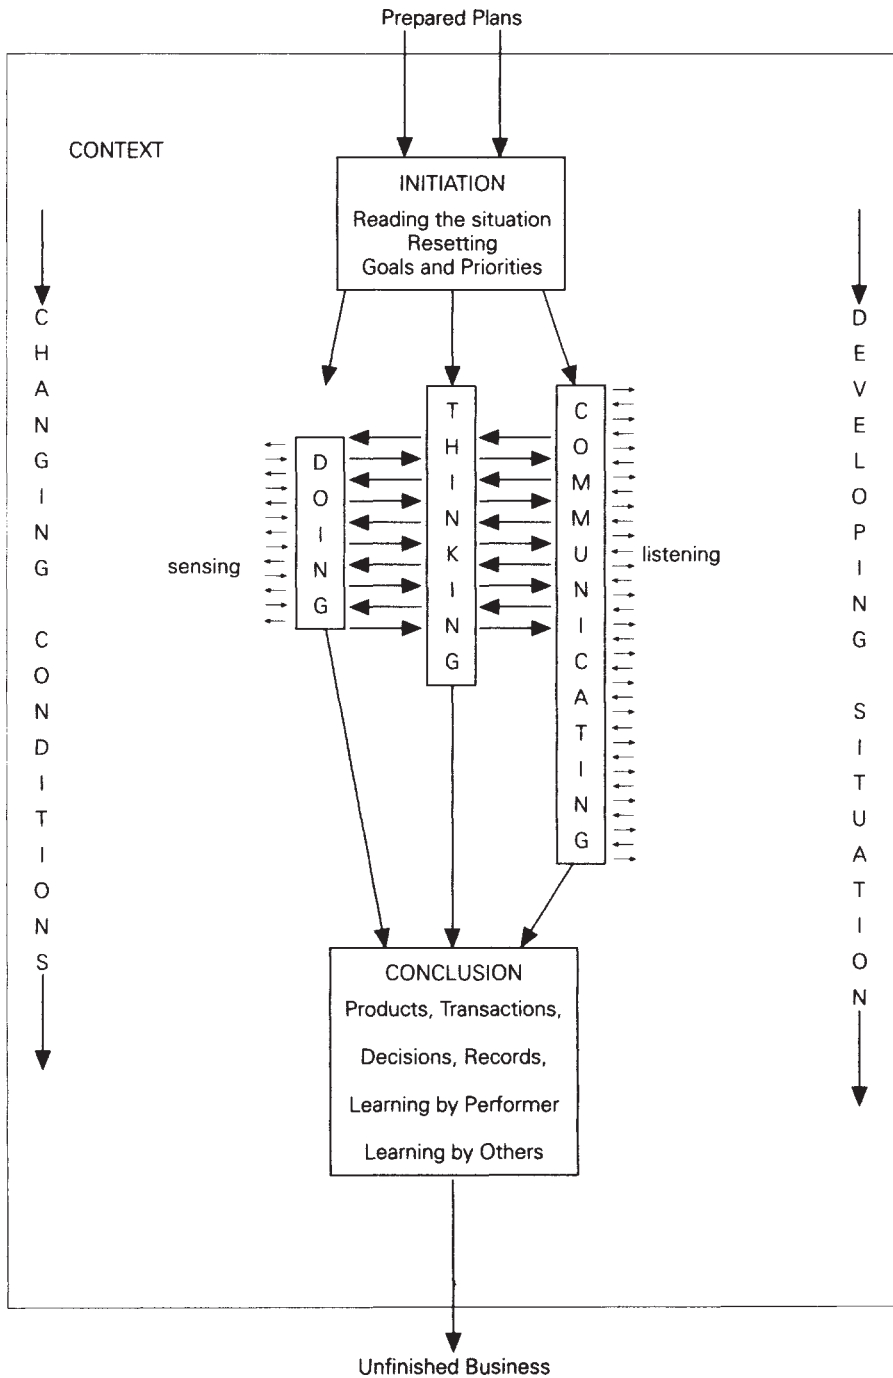 Prepared Plans
CONTEXT
INITIATION
Reading the situation
Resetting
Goals and Priorities
CHANGING CONDITIONS
DEVELOPING SITUATION
DOING
THINKING
COMMUNICATING
sensing
listening
CONCLUSION
Products, Transactions,
Decisions, Records,
Learning by Performer
Learning by Others
Unfinished Business